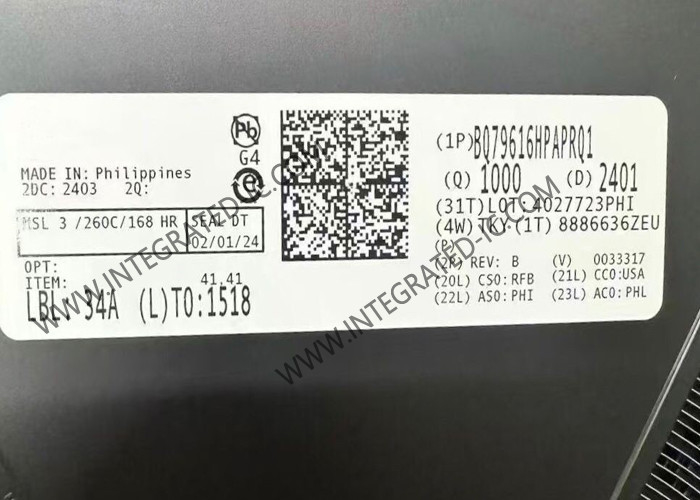 Pb
G4
e
MADE IN: Philippines
2DC: 2403 2Q:
MSL 3 /260C/168 HR
SEAL DT
02/01/24
OPT:
ITEM: 41.41
LBL: 34A (L)TO:1518
(1P)BQ79616HPAPRQ1
(Q) 1000 (D) 2401
(31T)LOT:4027723PHI
(4W)TKY(1T) 8886636ZEU
(P)
(2P) REV: B (V) 0033317
(20L) CSO:RFB (21L) CCO:USA
(22L) ASO:PHI (23L) ACO:PHL
WWW.INTEGRATED-IC.COM
WWW.INTEGRATED-IC.COM